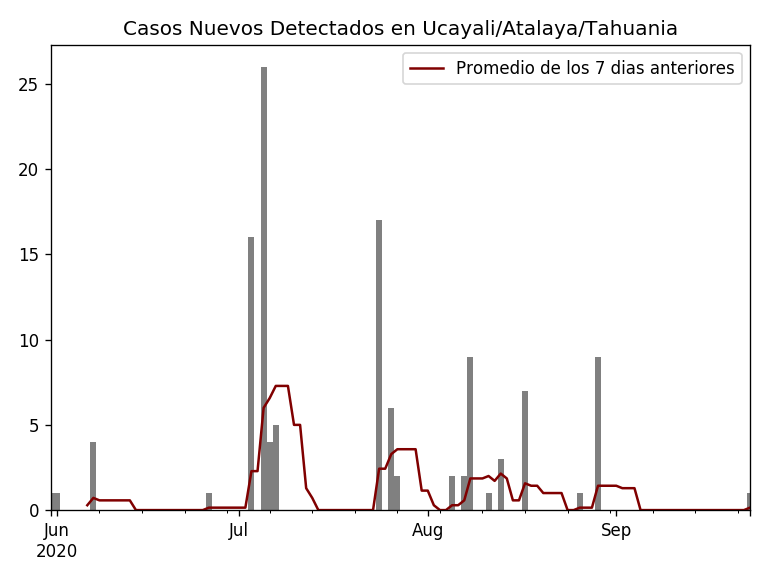 Casos Nuevos Detectados en Ucayali/Atalaya/Tahuania
Promedio de los 7 dias anteriores
25
20
15
10
5
0
Jun
2020
Jul
Aug
Sep